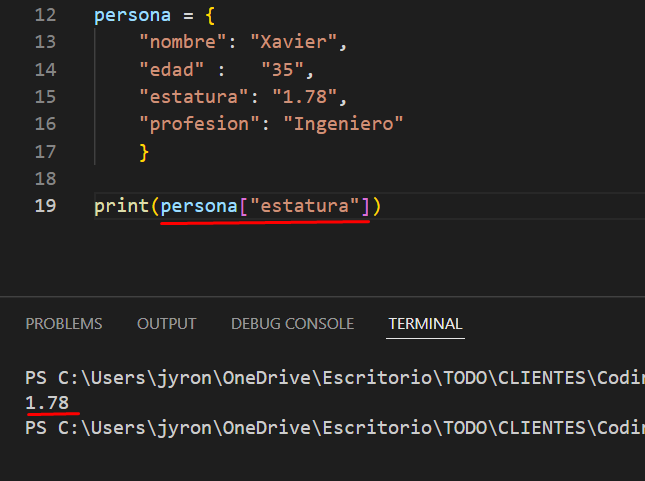 12 persona = {
13 "nombre": "Xavier",
14 "edad" :   "35",
15 "estatura": "1.78",
16 "profesion": "Ingeniero"
17 }
18
19 print(persona["estatura"])
PROBLEMS OUTPUT DEBUG CONSOLE TERMINAL
PS C:\Users\jyron\OneDrive\Escritorio\TODO\CLIENTES\Codin
1.78
PS C:\Users\jyron\OneDrive\Escritorio\TODO\CLIENTES\Codin